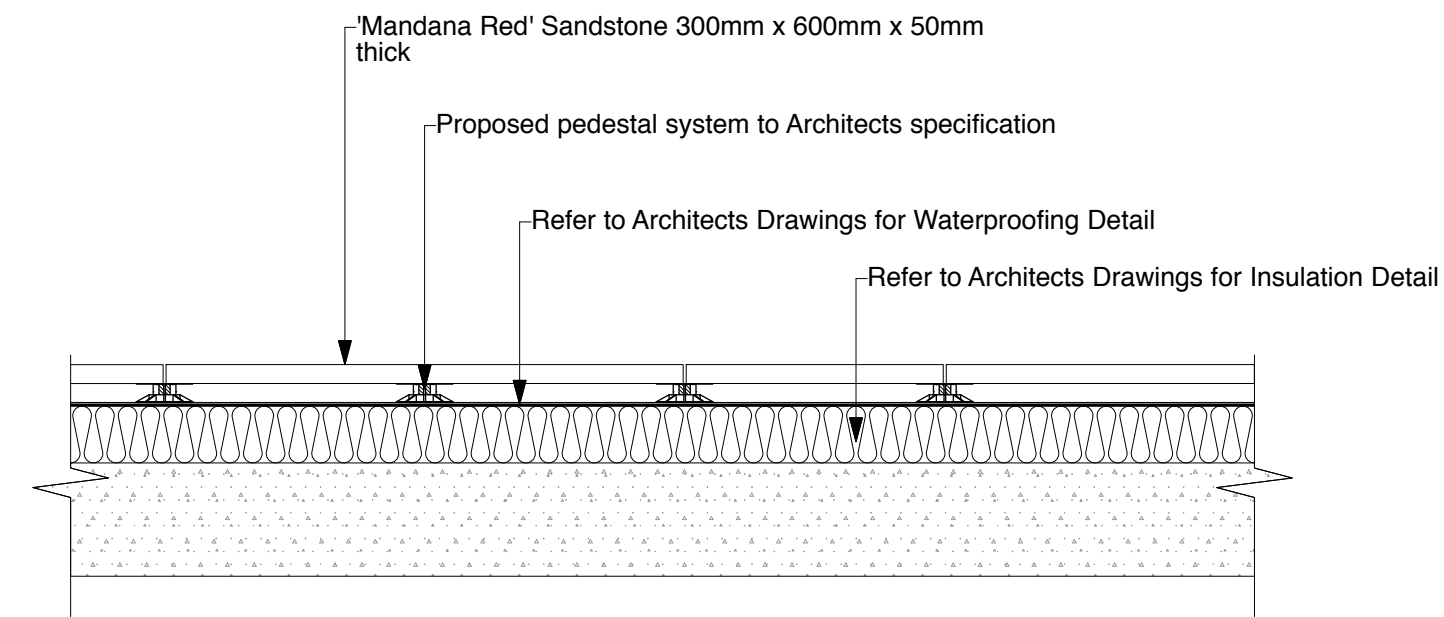 'Mandana Red' Sandstone 300mm x 600mm x 50mm
thick
Proposed pedestal system to Architects specification
Refer to Architects Drawings for Waterproofing Detail
Refer to Architects Drawings for Insulation Detail